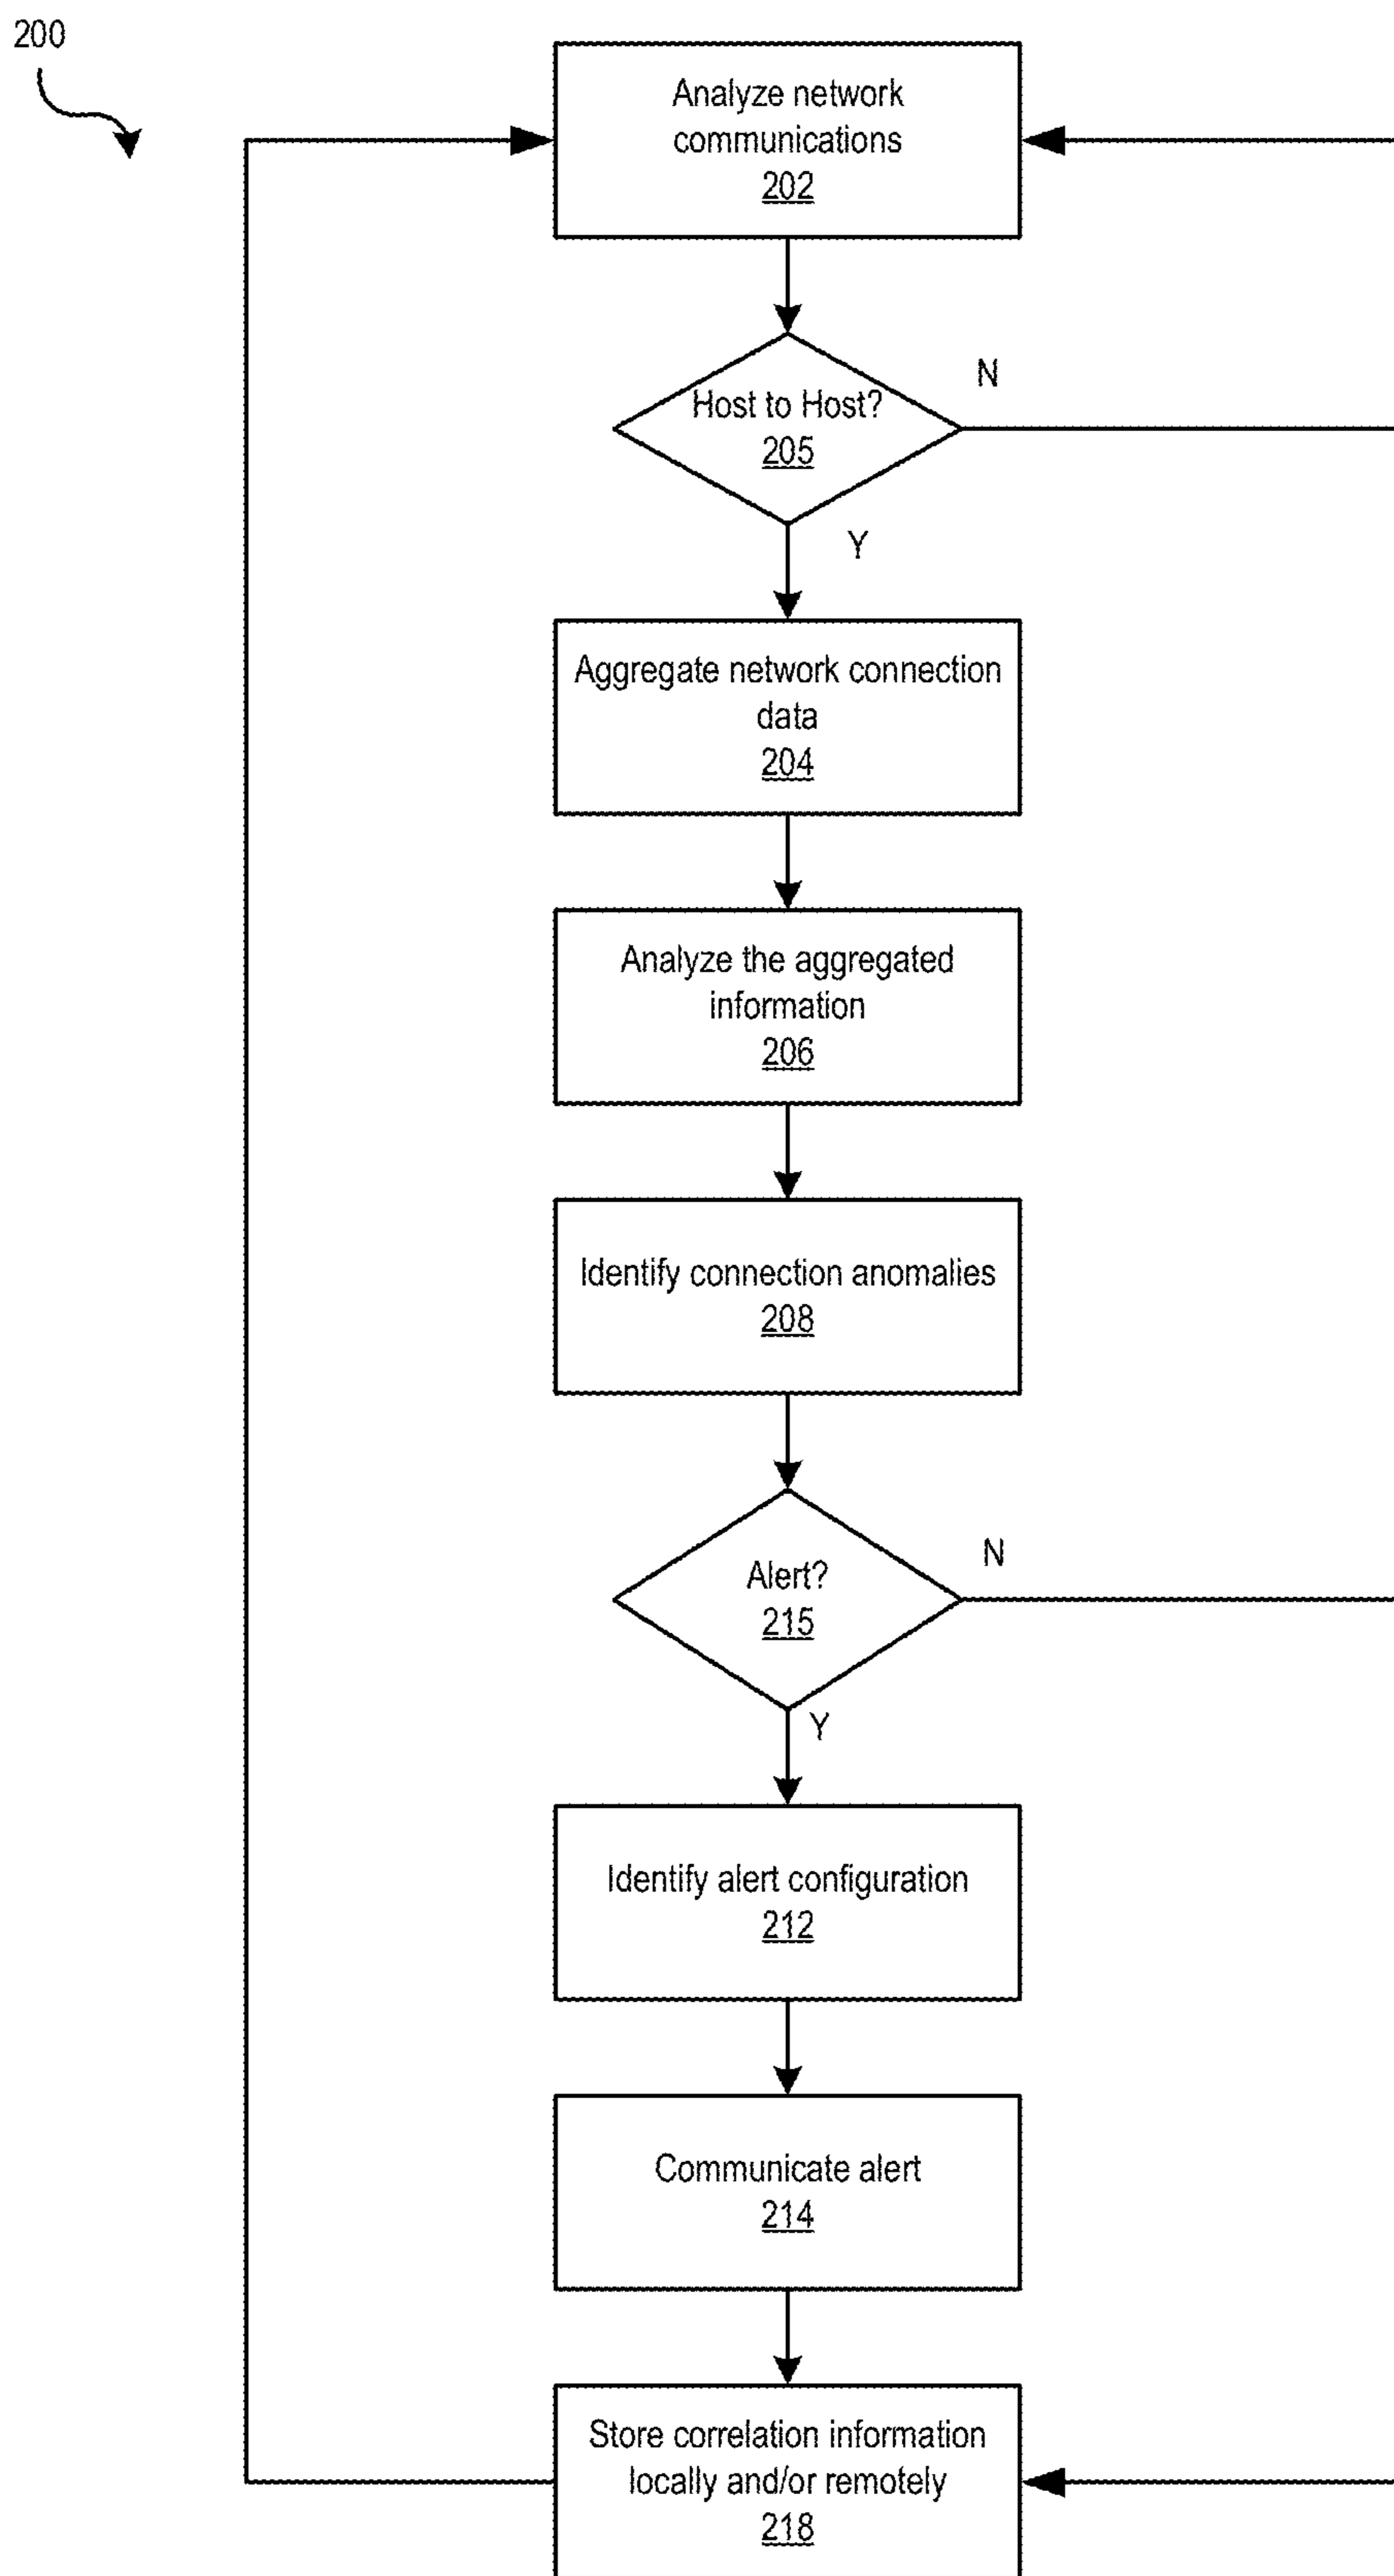 200
Analyze network
communications
202
Host to Host?
205
N
Y
Aggregate network connection
data
204
Analyze the aggregated
information
206
Identify connection anomalies
208
Alert?
215
N
Y
Identify alert configuration
212
Communicate alert
214
Store correlation information
locally and/or remotely
218